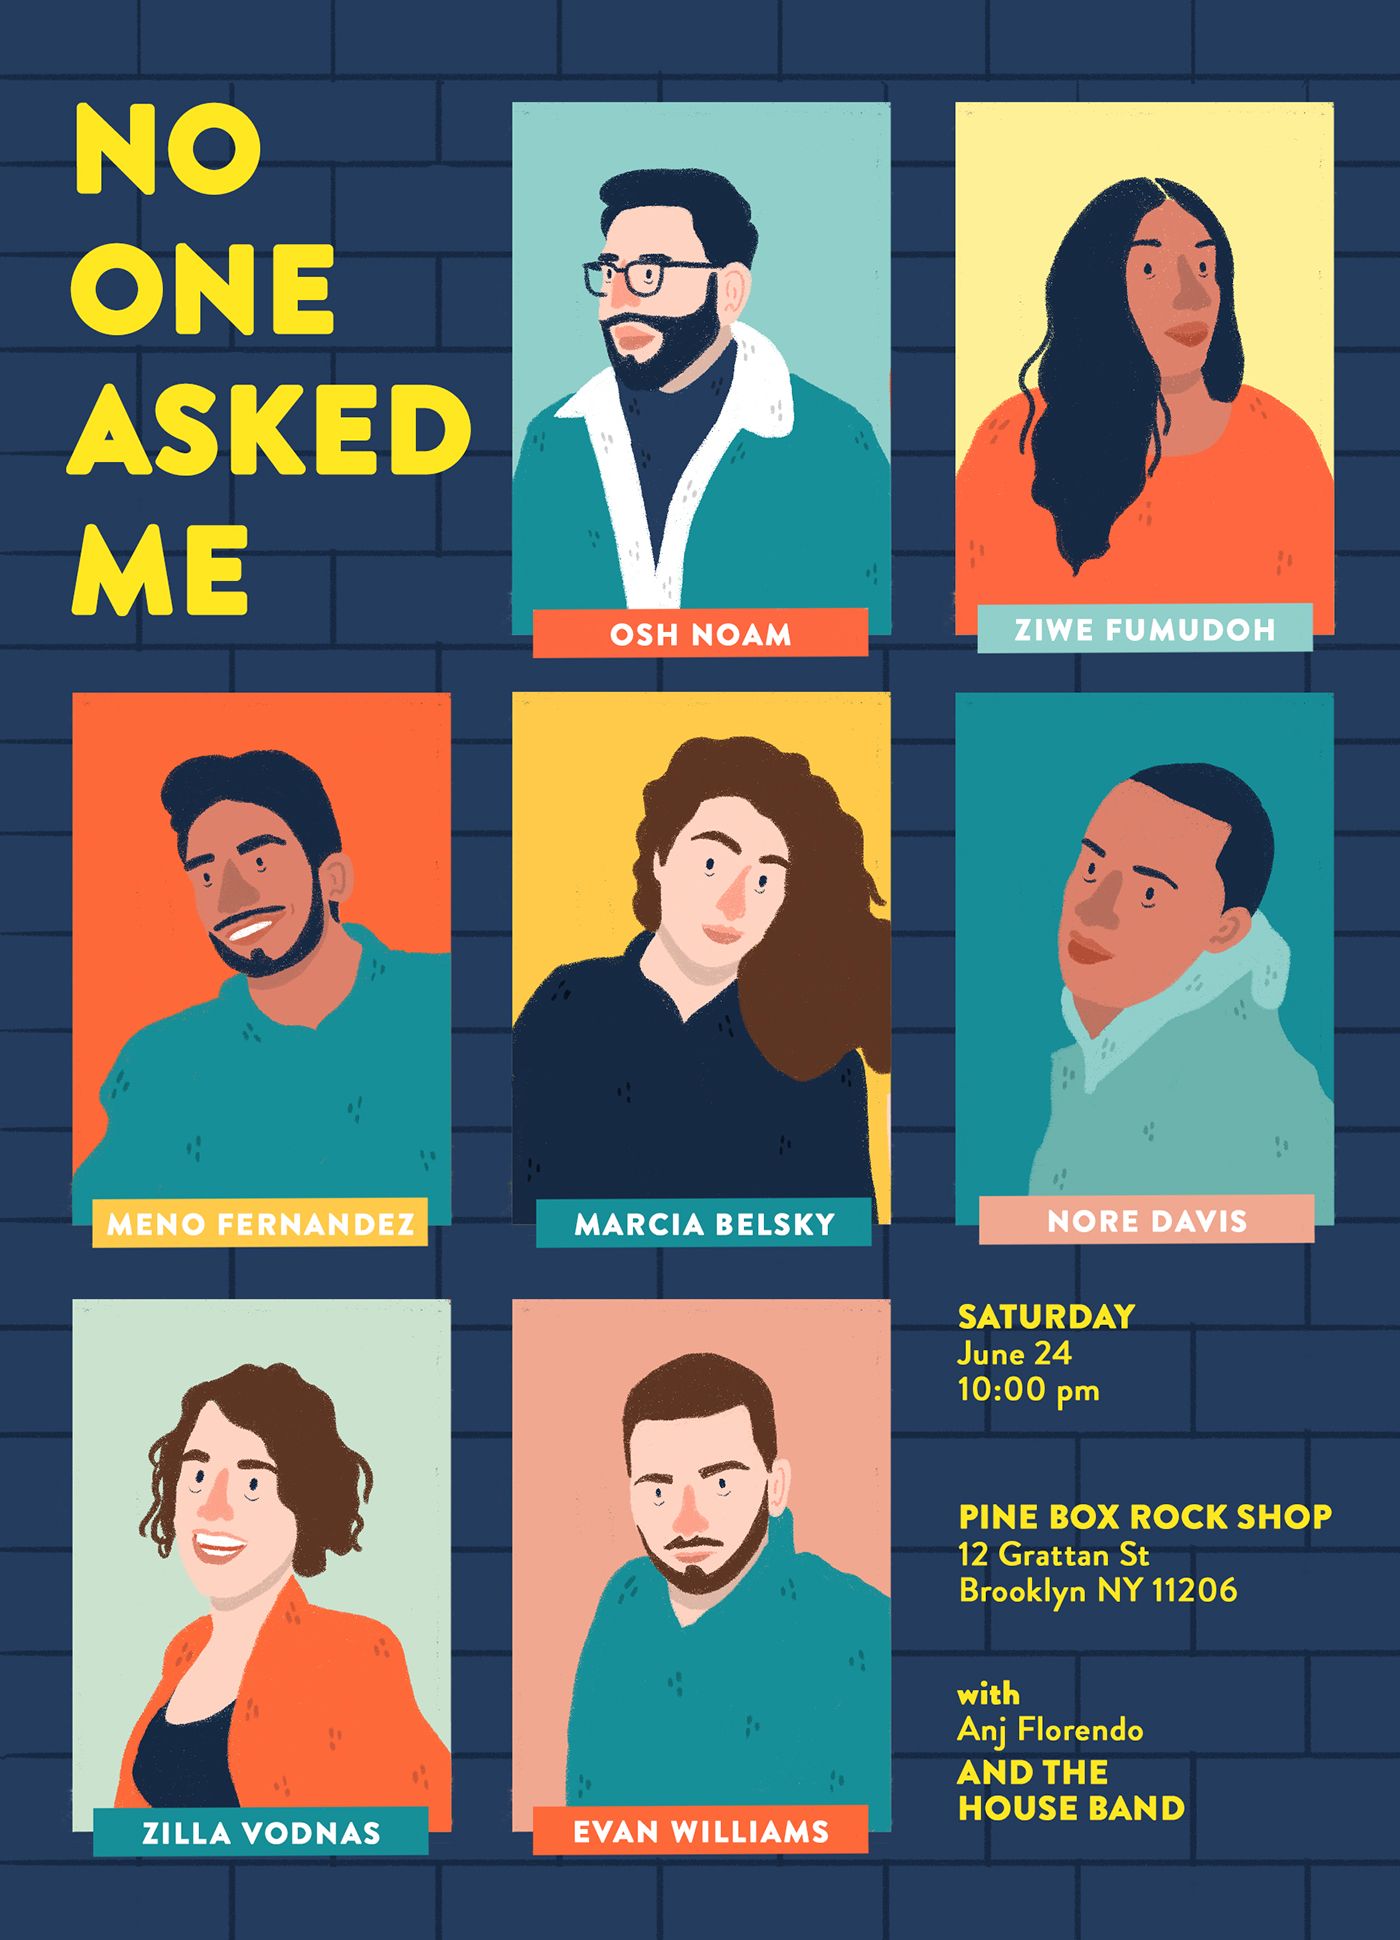 NO
ONE
ASKED
ME
OSH NOAM
ZIWE FUMUDOH
MENO FERNANDEZ
MARCIA BELSKY
NORE DAVIS
ZILLA VODNAS
EVAN WILLIAMS
SATURDAY
June 24
10:00 pm
PINE BOX ROCK SHOP
12 Grattan St
Brooklyn NY 11206
with
Anj Florendo
AND THE
HOUSE BAND